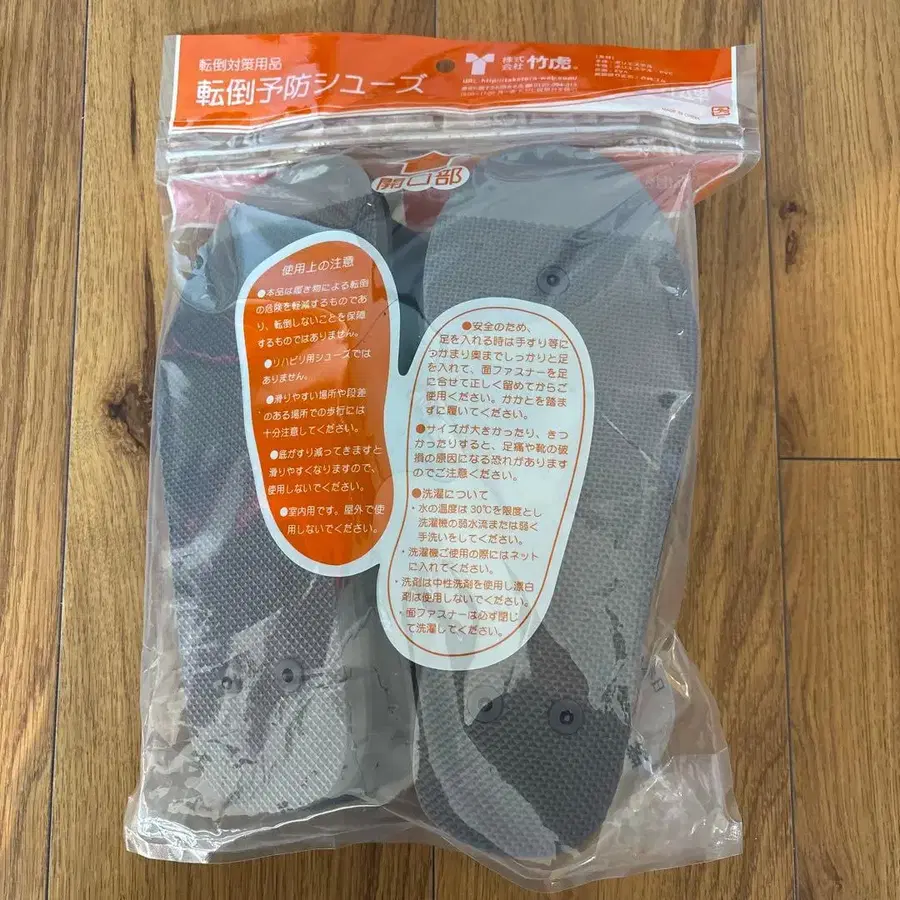 転倒対策用品
転倒予防シューズ
株式
会社 竹虎®
開口部
使用上の注意
●本品は履き物による転倒
の危険を軽減するものであ
り、転倒しないことを保障
するものではありません。
●リハビリ用シューズでは
ありません。
●滑りやすい場所や段差
のある場所での歩行には
十分注意してください。
●底がすり減ってきますと
滑りやすくなりますので、
使用しないでください。
●室内用です。屋外で使
用しないでください。
●安全のため、
足を入れる時は手すり等に
つかまり奥までしっかりと足
を入れて、面ファスナーを足
に合せて正しく留めてからご
使用ください。かかとを踏ま
ずに履いてください。
●サイズが大きかったり、きつ
かったりすると、足痛や靴の破
損の原因になる恐れがあります
のでご注意ください。
●洗濯について
・水の温度は30℃を限度とし
洗濯機の弱水流または弱く
手洗いをしてください。
・洗濯機ご使用の際にはネット
に入れてください。
・洗剤は中性洗剤を使用し漂白
剤は使用しないでください。
・面ファスナーは必ず閉じ
て洗濯してください。